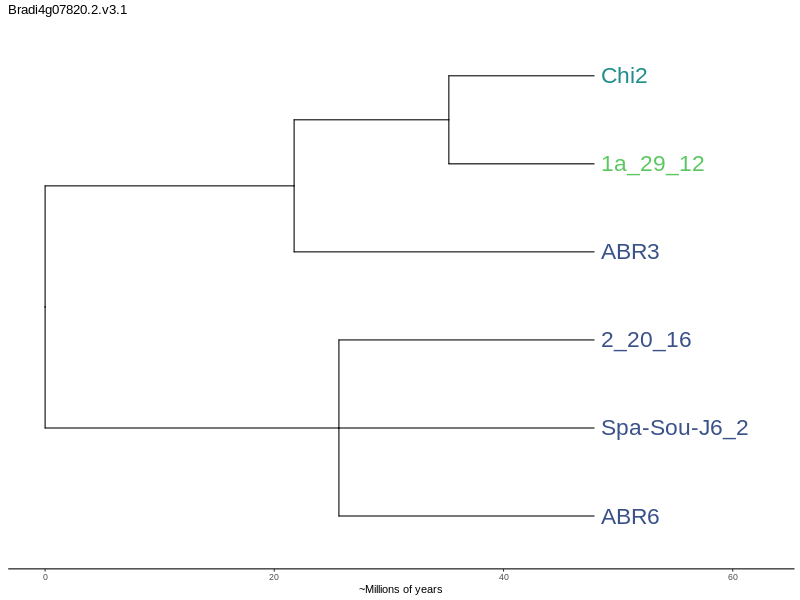 Bradi4g07820.2.v3.1
Chi2
1a_29_12
ABR3
2_20_16
Spa-Sou-J6_2
ABR6
0 20 40 60
~Millions of years